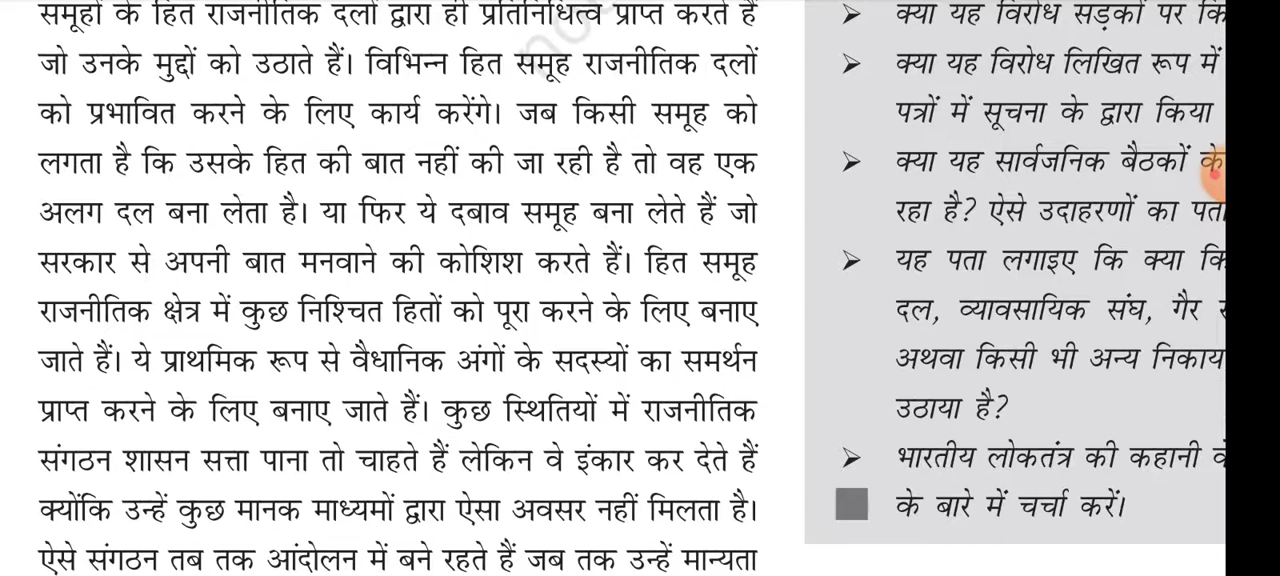 समूहों के हित राजनीतिक दलों द्वारा ही प्रतिनिधित्व प्राप्त करते हैं
जो उनके मुद्दों को उठाते हैं। विभिन्न हित समूह राजनीतिक दलों
को प्रभावित करने के लिए कार्य करेंगे। जब किसी समूह को
लगता है कि उसके हित की बात नहीं की जा रही है तो वह एक
अलग दल बना लेता है। या फिर ये दबाव समूह बना लेते हैं जो
सरकार से अपनी बात मनवाने की कोशिश करते हैं। हित समूह
राजनीतिक क्षेत्र में कुछ निश्चित हितों को पूरा करने के लिए बनाए
जाते हैं। ये प्राथमिक रूप से वैधानिक अंगों के सदस्यों का समर्थन
प्राप्त करने के लिए बनाए जाते हैं। कुछ स्थितियों में राजनीतिक
संगठन शासन सत्ता पाना तो चाहते हैं लेकिन वे इंकार कर देते हैं
क्योंकि उन्हें कुछ मानक माध्यमों द्वारा ऐसा अवसर नहीं मिलता है।
ऐसे संगठन तब तक आंदोलन में बने रहते हैं जब तक उन्हें मान्यता
➢ क्या यह विरोध सड़कों पर
➢ क्या यह विरोध लिखित रूप में
पत्रों में सूचना के द्वारा किया
➢ क्या यह सार्वजनिक बैठकों के
रहा है? ऐसे उदाहरणों का
➢ यह पता लगाइए कि क्या
दल, व्यावसायिक संघ, गैर
अथवा किसी भी अन्य निकाय
उठाया है?
➢ भारतीय लोकतंत्र की कहानी
के बारे में चर्चा करें।